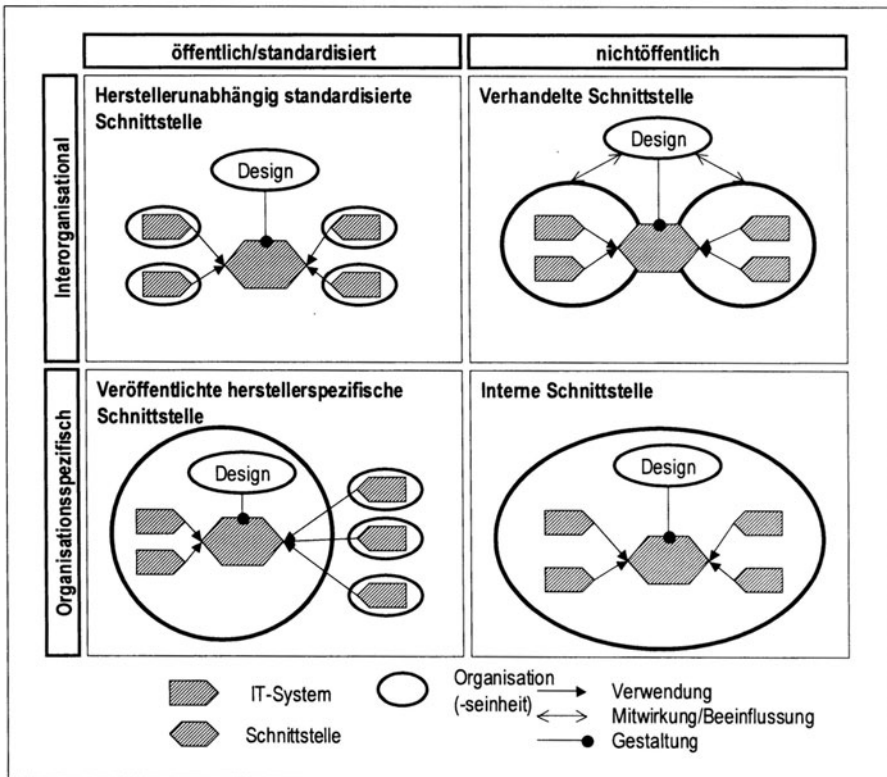 öffentlich/standardisiert
nichtöffentlich
Interorganisational
Herstellerunabhängig standardisierte
Schnittstelle
Design
Verhandelte Schnittstelle
Design
Organisationsspezifisch
Veröffentlichte herstellerspezifische
Schnittstelle
Design
Interne Schnittstelle
Design
IT-System
Schnittstelle
Organisation
(-seinheit)
Verwendung
Mitwirkung/Beeinflussung
Gestaltung